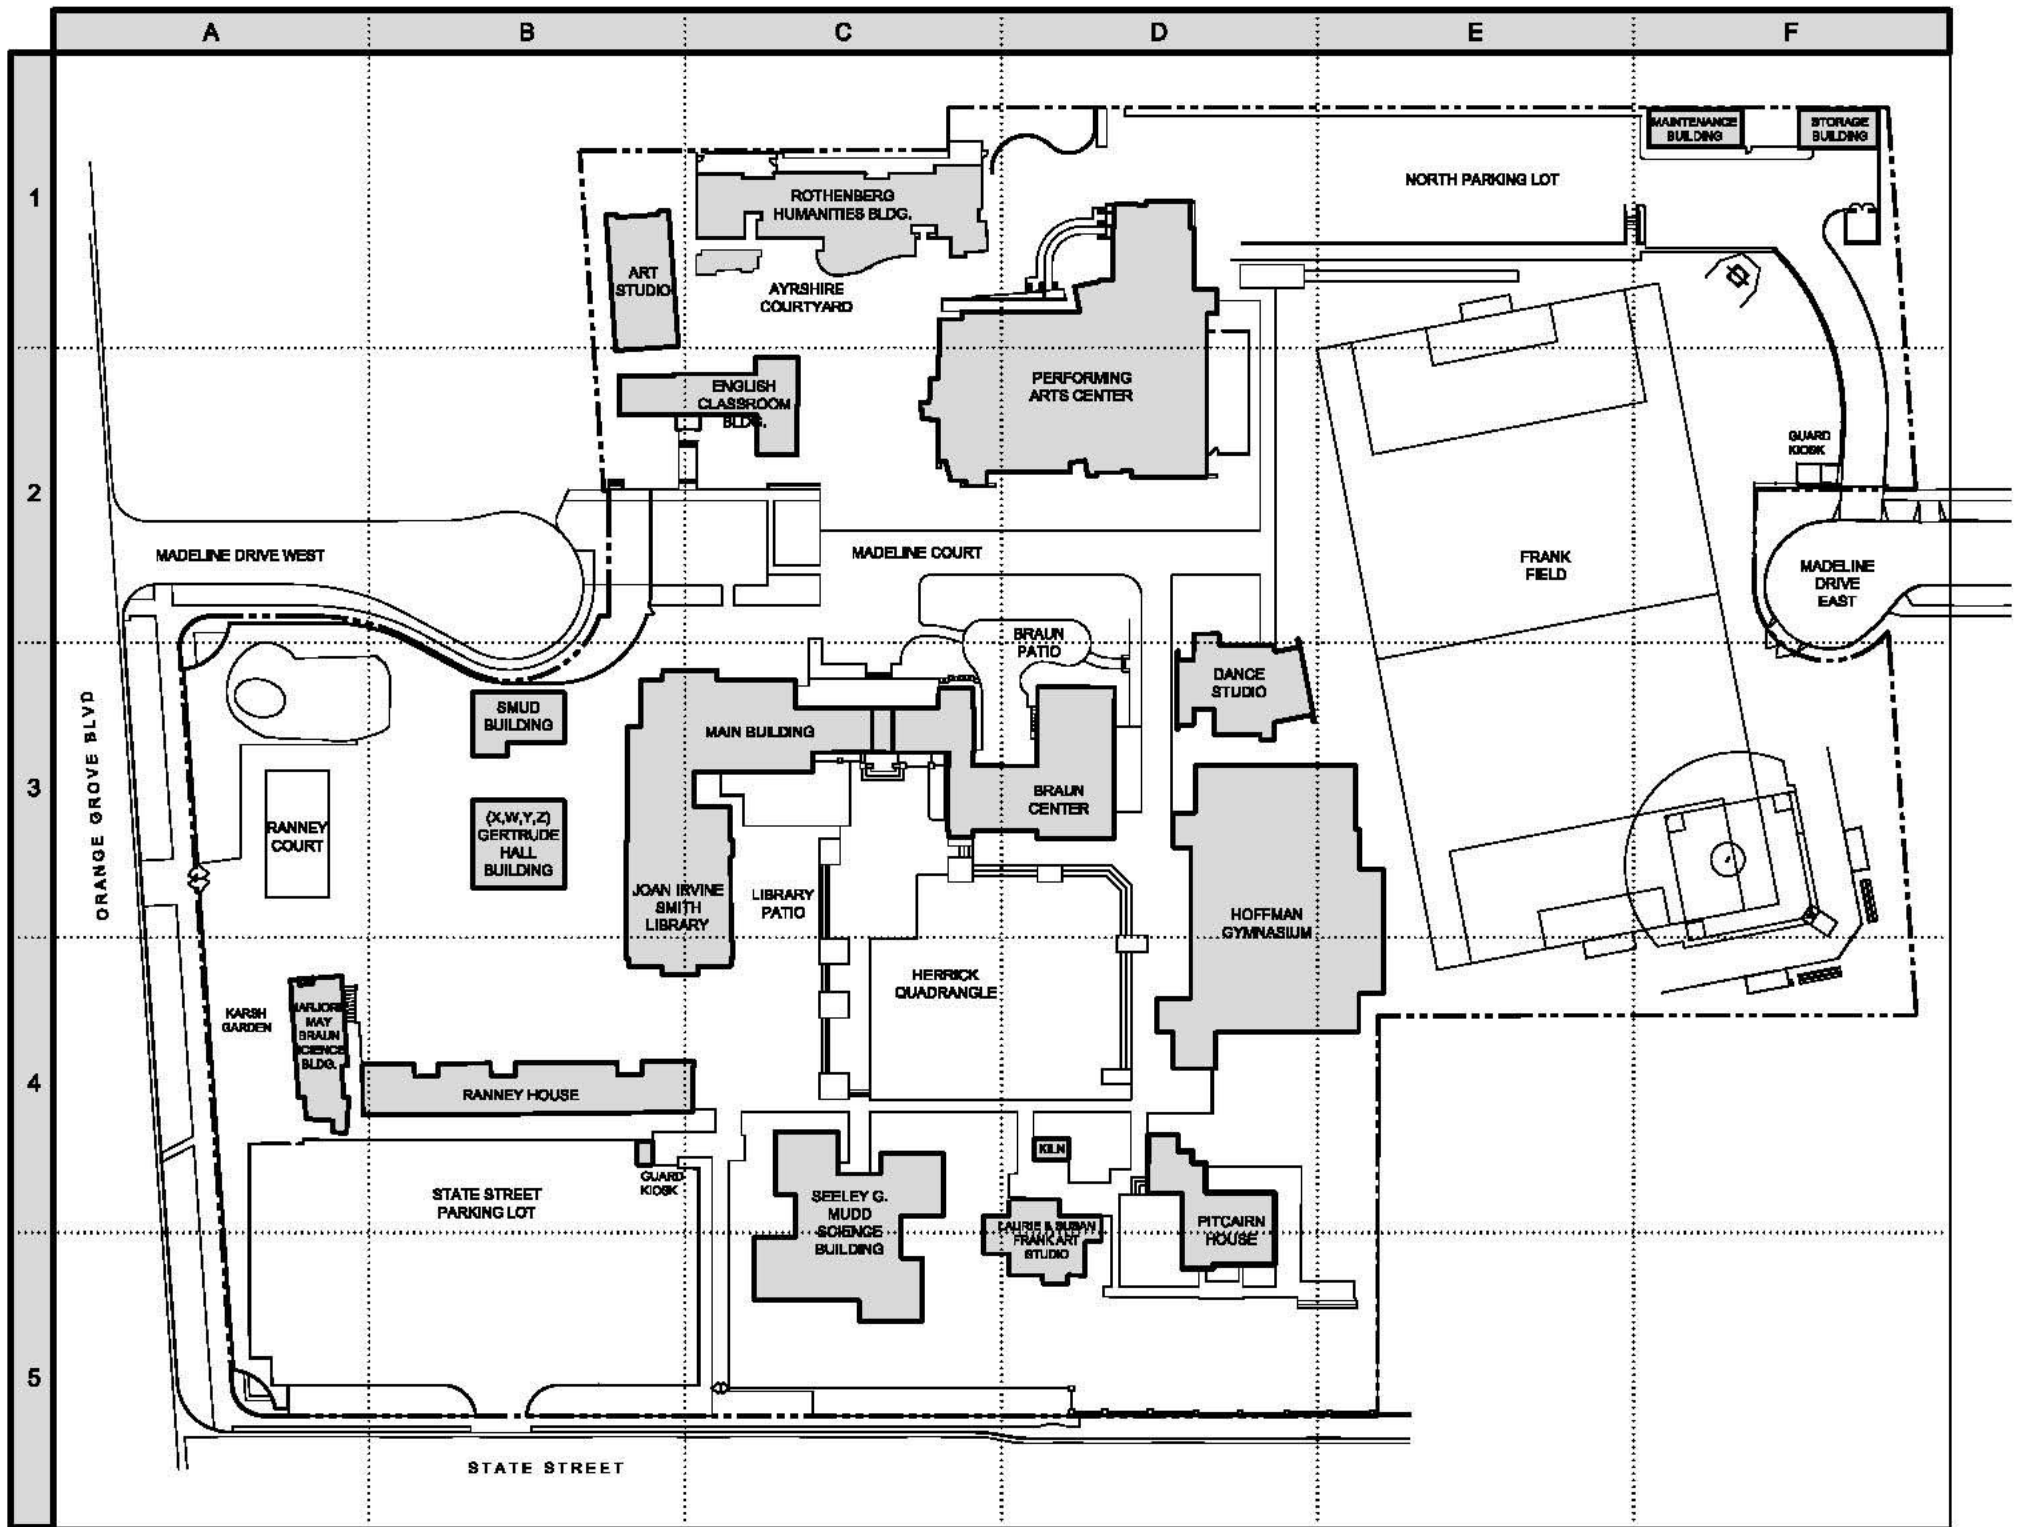 A B C D E F
1
2
3
4
5
MAINTENANCE
BUILDING
STORAGE
BUILDING
NORTH PARKING LOT
ROTHENBERG
HUMANITIES BLDG.
ART
STUDIO
AYRSHIRE
COURTYARD
PERFORMING
ARTS CENTER
ENGLISH
CLASSROOM
BLDG.
GUARD
KIOSK
MADELINE DRIVE WEST
MADELINE COURT
FRANK
FIELD
MADELINE
DRIVE
EAST
BRAUN
PATIO
DANCE
STUDIO
SMUD
BUILDING
MAIN BUILDING
ORANGE GROVE BLVD
BRAUN
CENTER
RANNEY
COURT
(X,W,Y,Z)
GERTRUDE
HALL
BUILDING
JOAN IRVINE
SMITH
LIBRARY
LIBRARY
PATIO
HOFFMAN
GYMNASIUM
HERRICK
QUADRANGLE
KARSH
GARDEN
MAY
BRAUN
BLDG.
RANNEY HOUSE
KILN
GUARD
KIOSK
STATE STREET
PARKING LOT
SEELEY G.
MUDD
SCIENCE
BUILDING
LAURIE & SUSAN
FRANK ART
STUDIO
PITCAIRN
HOUSE
STATE STREET